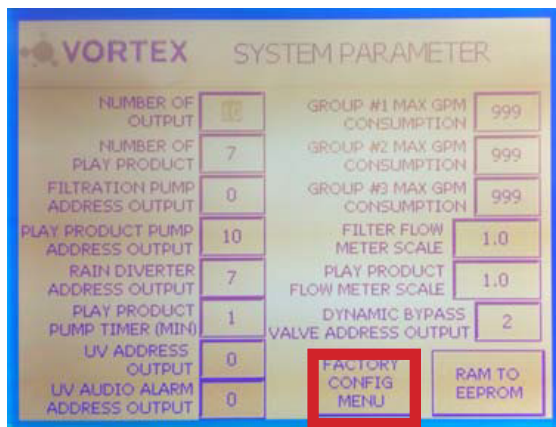 VORTEX SYSTEM PARAMETER
NUMBER OF
OUTPUT
NUMBER OF
PLAY PRODUCT 7
FILTRATION PUMP
ADDRESS OUTPUT 0
PLAY PRODUCT PUMP
ADDRESS OUTPUT 10
RAIN DIVERTER
ADDRESS OUTPUT 7
PLAY PRODUCT
PUMP TIMER (MIN) 1
UV ADDRESS
OUTPUT 0
UV AUDIO ALARM
ADDRESS OUTPUT 0
GROUP #1 MAX GPM
CONSUMPTION 999
GROUP #2 MAX GPM
CONSUMPTION 999
GROUP #3 MAX GPM
CONSUMPTION 999
FILTER FLOW
METER SCALE 1.0
PLAY PRODUCT
FLOW METER SCALE 1.0
DYNAMIC BYPASS
VALVE ADDRESS OUTPUT 2
FACTORY
CONFIG
MENU
RAM TO
EEPROM